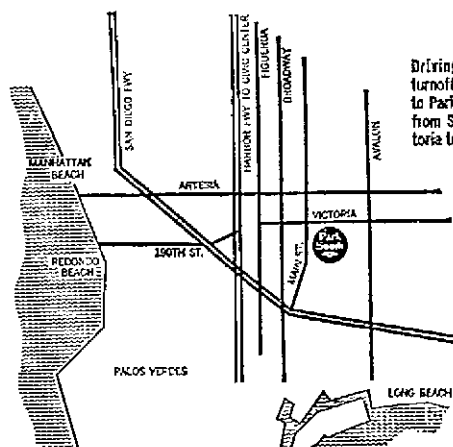 SAN DIEGO FWY
HARBOR FWY TO CIVIC CENTER
FIGUEROA
BROADWAY
AVALON
Driving
turnoff
to Par
from S
toria t
MANHATTAN
BEACH
ARTESIA
VICTORIA
190TH ST.
MAIN ST.
REDONDO
BEACH
PALOS VERDES
LONG BEACH